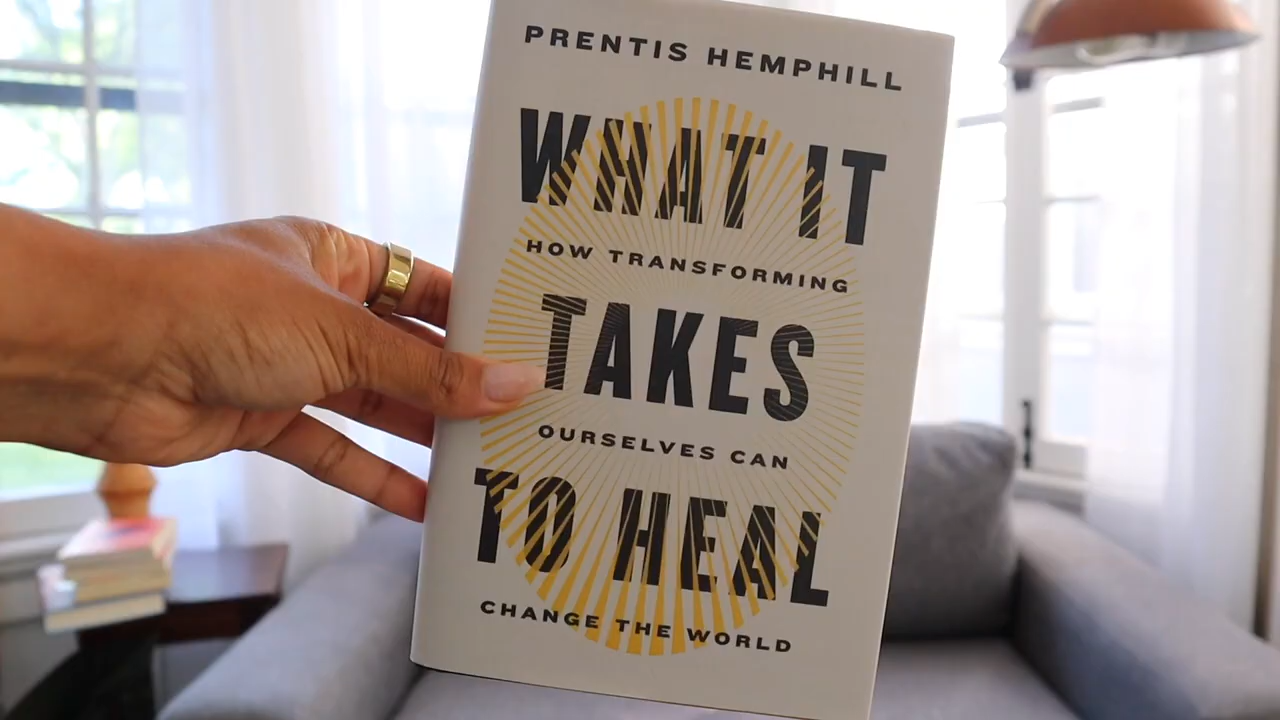 PRENTIS HEMPHILL
WHAT IT
HOW TRANSFORMING
TAKES
OURSELVES CAN
TO HEAL
CHANGE THE WORLD